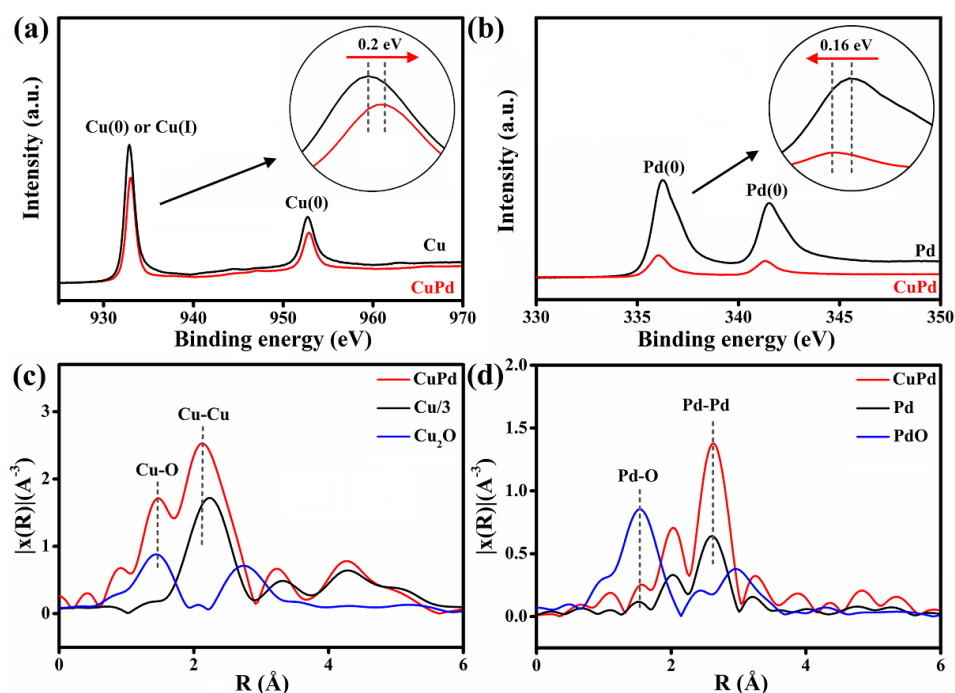 (a)
0.2 eV
Cu(0) or Cu(I)
Cu(0)
Cu
CuPd
Intensity (a.u.)
930 940 950 960 970
Binding energy (eV)
(b)
0.16 eV
Pd(0)
Pd(0)
Pd
CuPd
Intensity (a.u.)
330 335 340 345 350
Binding energy (eV)
(c)
CuPd
Cu/3
Cu₂O
Cu-Cu
Cu-O
|x(R)|(A⁻³)
3
2
1
0
0 2 4 6
R (Å)
(d)
CuPd
Pd
PdO
Pd-Pd
Pd-O
|x(R)|(A⁻³)
2.0
1.5
1.0
0.5
0.0
0 2 4 6
R (Å)